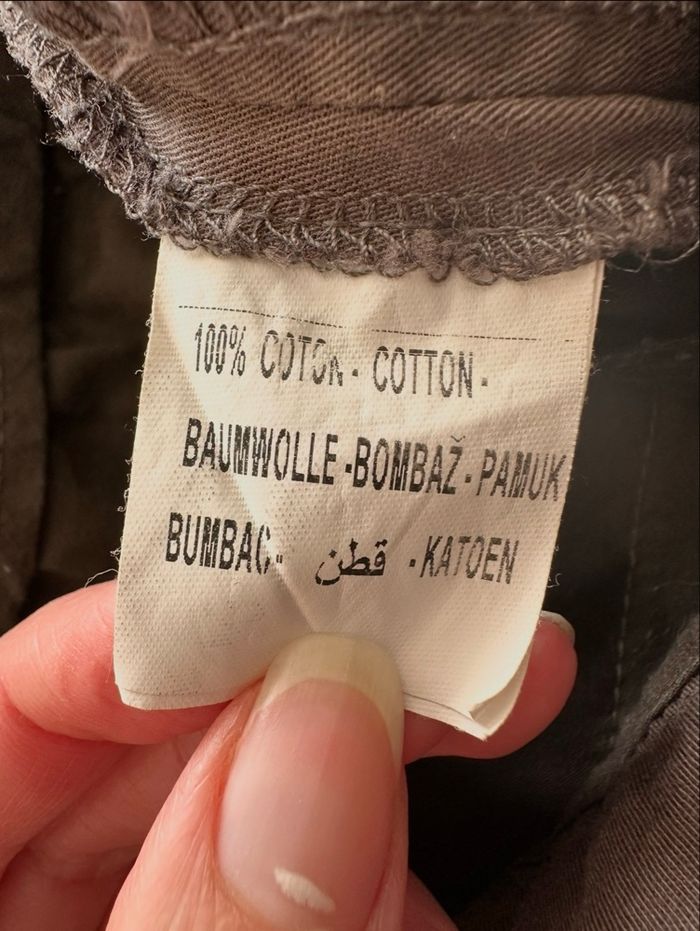 100% COTON - COTTON -
BAUMWOLLE - BOMBAŽ - PAMUK
BUMBAC - قطن - KATOEN